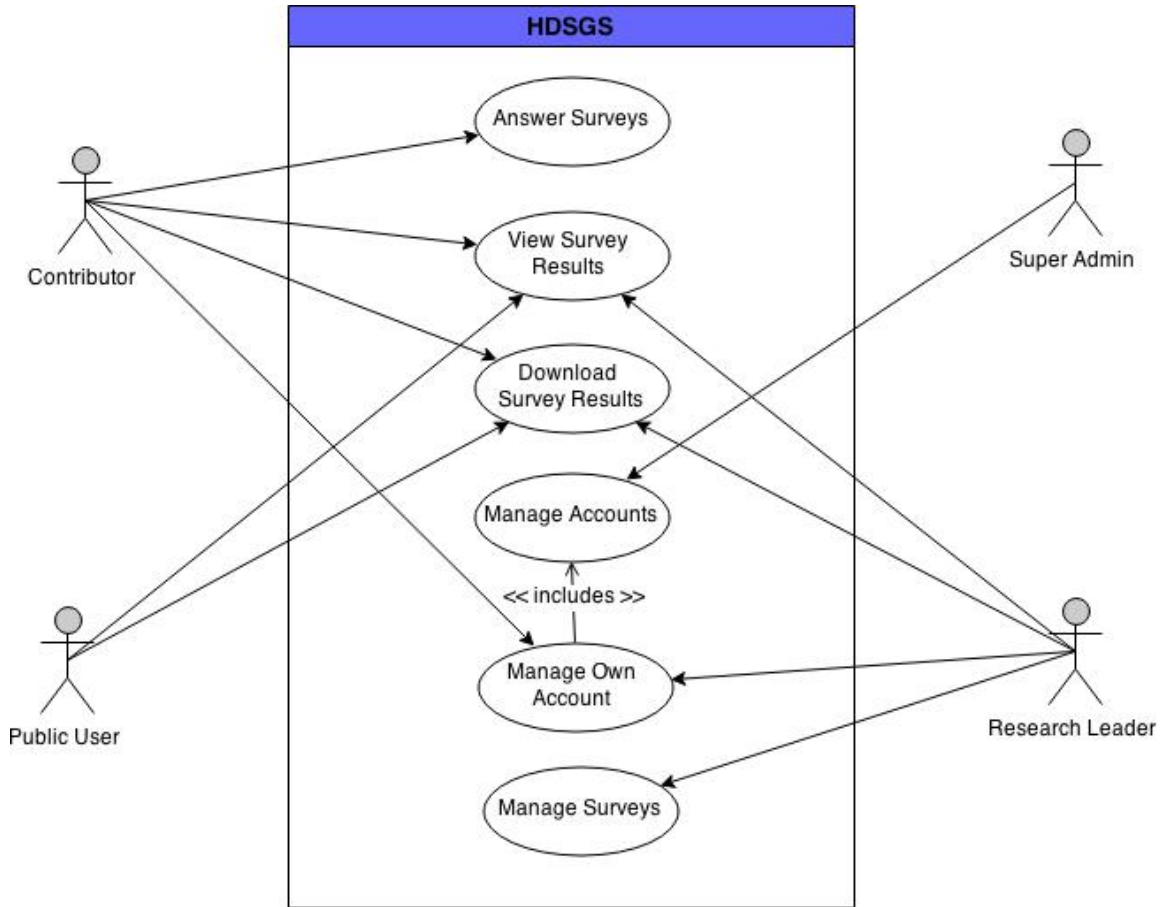 HDSGS
Answer Surveys
Contributor
View Survey
Results
Super Admin
Download
Survey Results
Manage Accounts
<< includes >>
Manage Own
Account
Public User
Research Leader
Manage Surveys